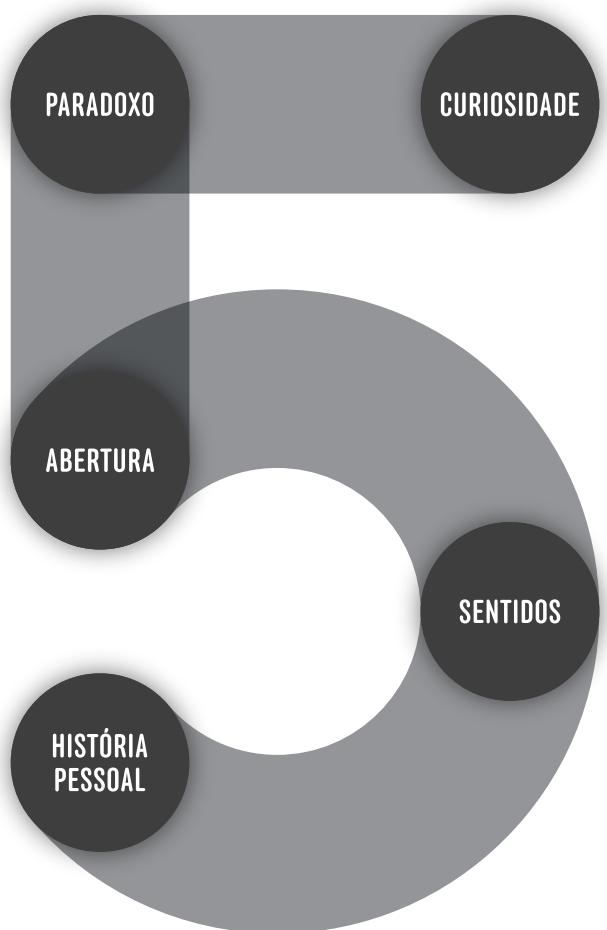 PARADOXO
CURIOSIDADE
ABERTURA
SENTIDOS
HISTÓRIA
PESSOAL